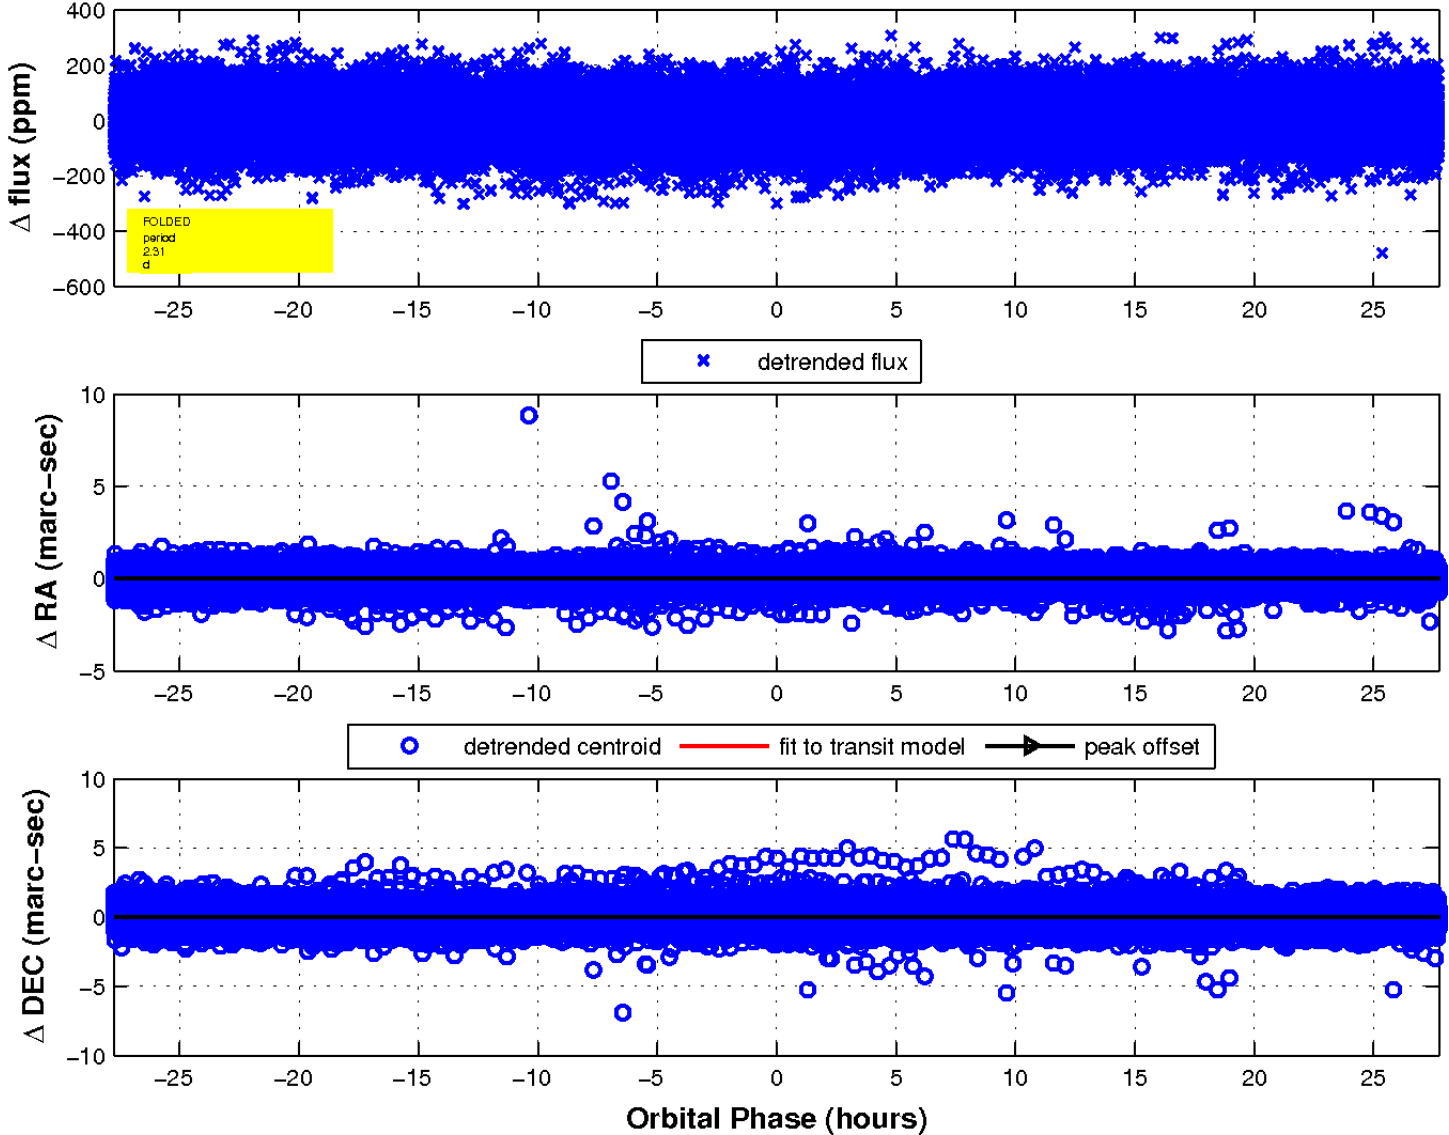 400
200
0
−200
−400
−600
Δ flux (ppm)
FOLDED
period
2.31
d
−25 −20 −15 −10 −5 0 5 10 15 20 25
detrended flux
10
5
0
−5
Δ RA (marc−sec)
−25 −20 −15 −10 −5 0 5 10 15 20 25
detrended centroid fit to transit model peak offset
10
5
0
−5
−10
Δ DEC (marc−sec)
−25 −20 −15 −10 −5 0 5 10 15 20 25
Orbital Phase (hours)